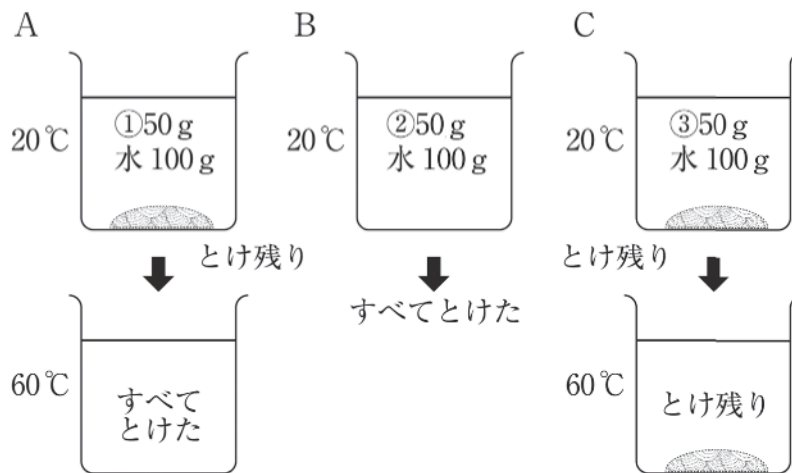 A
20℃
①50 g
水 100 g
とけ残り
60℃
すべて
とけた
B
20℃
②50 g
水 100 g
すべてとけた
C
20℃
③50 g
水 100 g
とけ残り
60℃
とけ残り